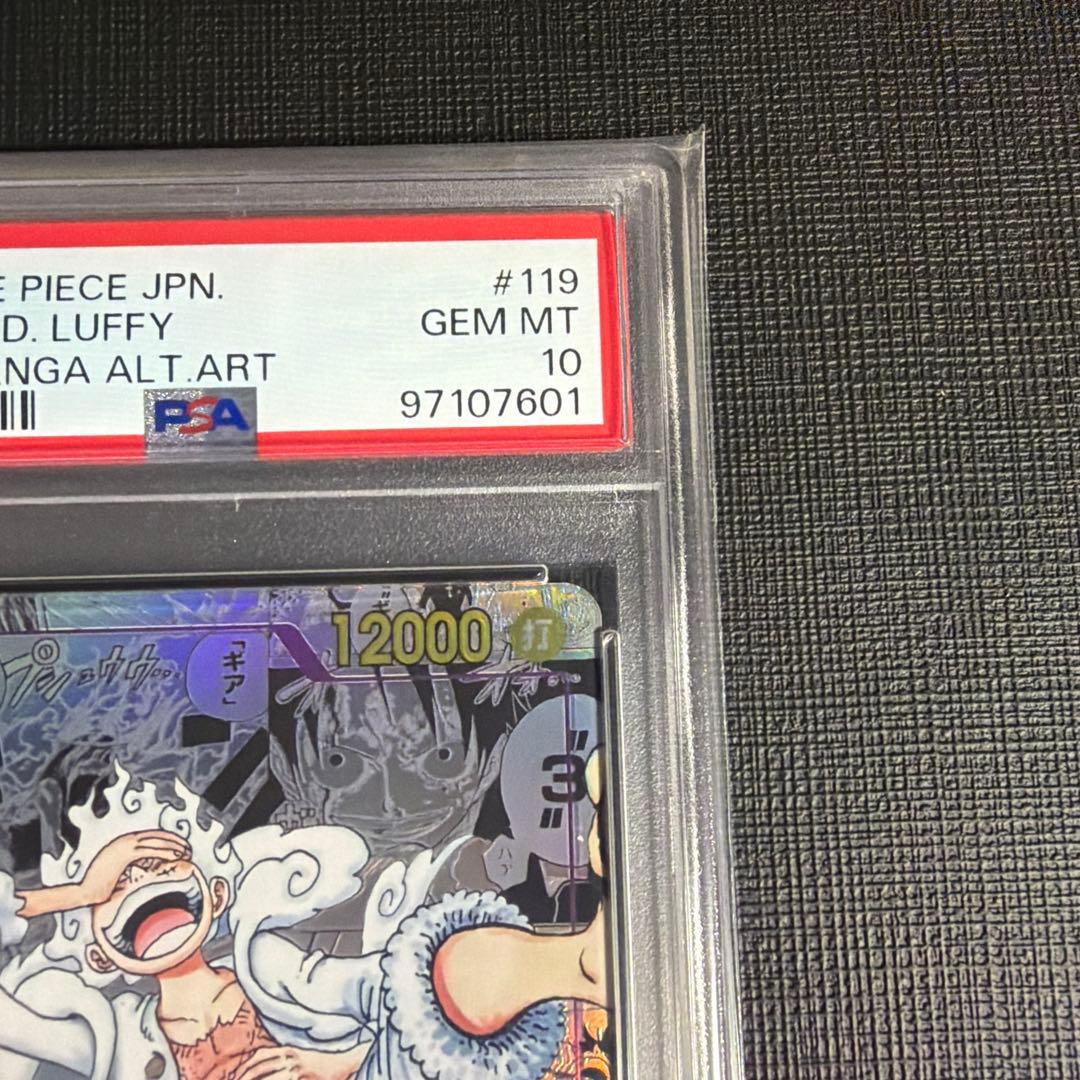 E PIECE JPN.
#119
D. LUFFY
GEM MT
NGA ALT.ART
10
PSA
97107601
12000 打
「ギア」
"3"